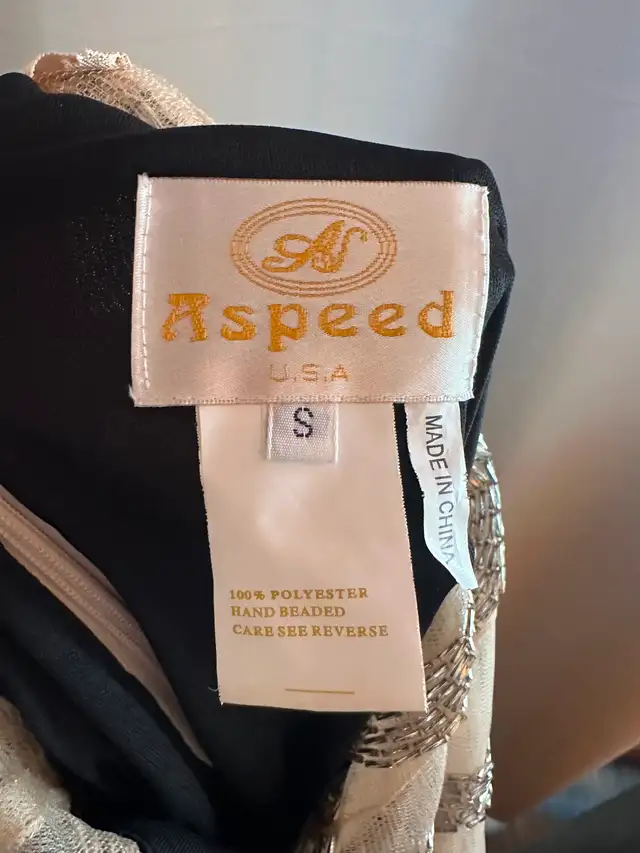 AS
Aspeed
U.S.A
S
MADE IN CHINA
100% POLYESTER
HAND BEADED
CARE SEE REVERSE